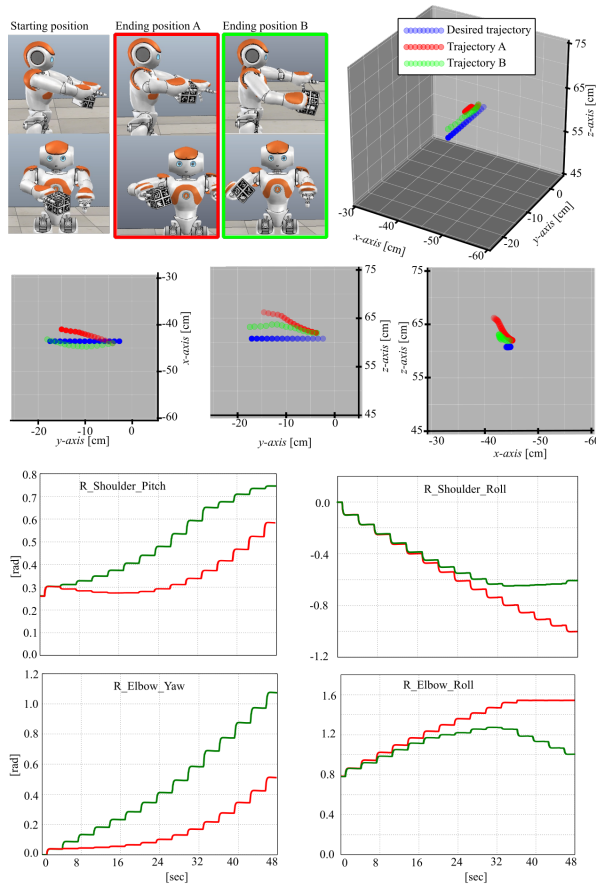 Starting position
Ending position A
Ending position B
Desired trajectory
Trajectory A
Trajectory B
75
65
55
45
z-axis [cm]
-30
-40
-50
-60
x-axis [cm]
0
-10
-20
y-axis [cm]
-30
-40
-50
-60
x-axis [cm]
-20
-10
0
y-axis [cm]
75
65
55
45
z-axis [cm]
-20
-10
0
y-axis [cm]
75
65
55
45
z-axis [cm]
-30
-40
-50
-60
x-axis [cm]
R_Shoulder_Pitch
0.8
0.7
0.6
0.5
0.4
0.3
0.2
0.1
0.0
[rad]
R_Shoulder_Roll
0.0
-0.4
-0.8
-1.2
R_Elbow_Yaw
1.2
1.0
0.8
0.6
0.4
0.2
0.0
[rad]
0 8 16 24 32 40 48
[sec]
R_Elbow_Roll
1.6
1.2
0.8
0.4
0.0
0 8 16 24 32 40 48
[sec]